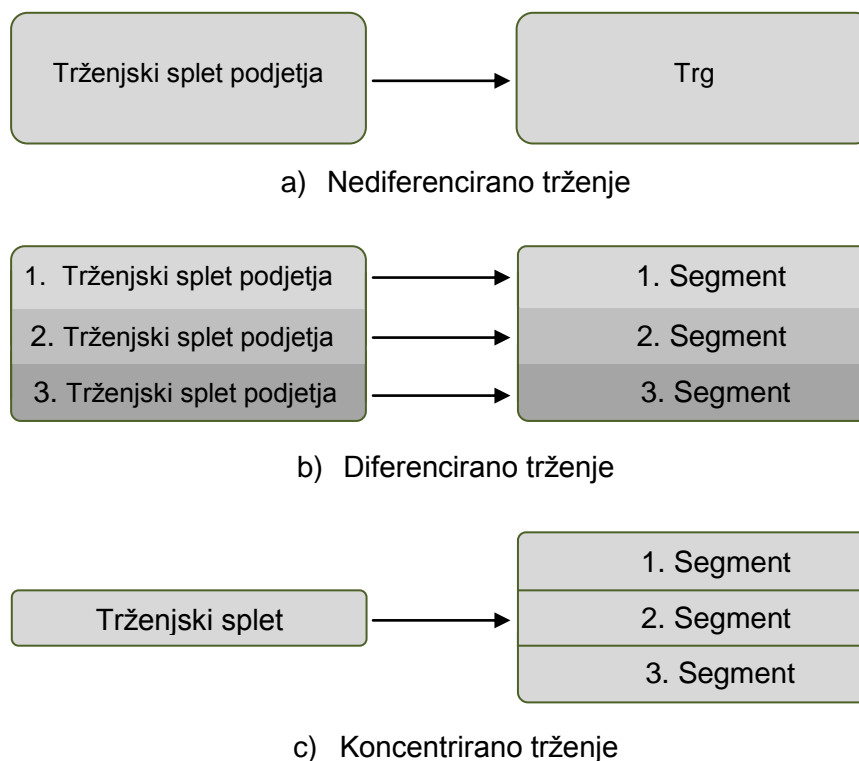 Trženjski splet podjetja
Trg
a) Nediferencirano trženje
1. Trženjski splet podjetja
1. Segment
2. Trženjski splet podjetja
2. Segment
3. Trženjski splet podjetja
3. Segment
b) Diferencirano trženje
1. Segment
Trženjski splet
2. Segment
3. Segment
c) Koncentrirano trženje